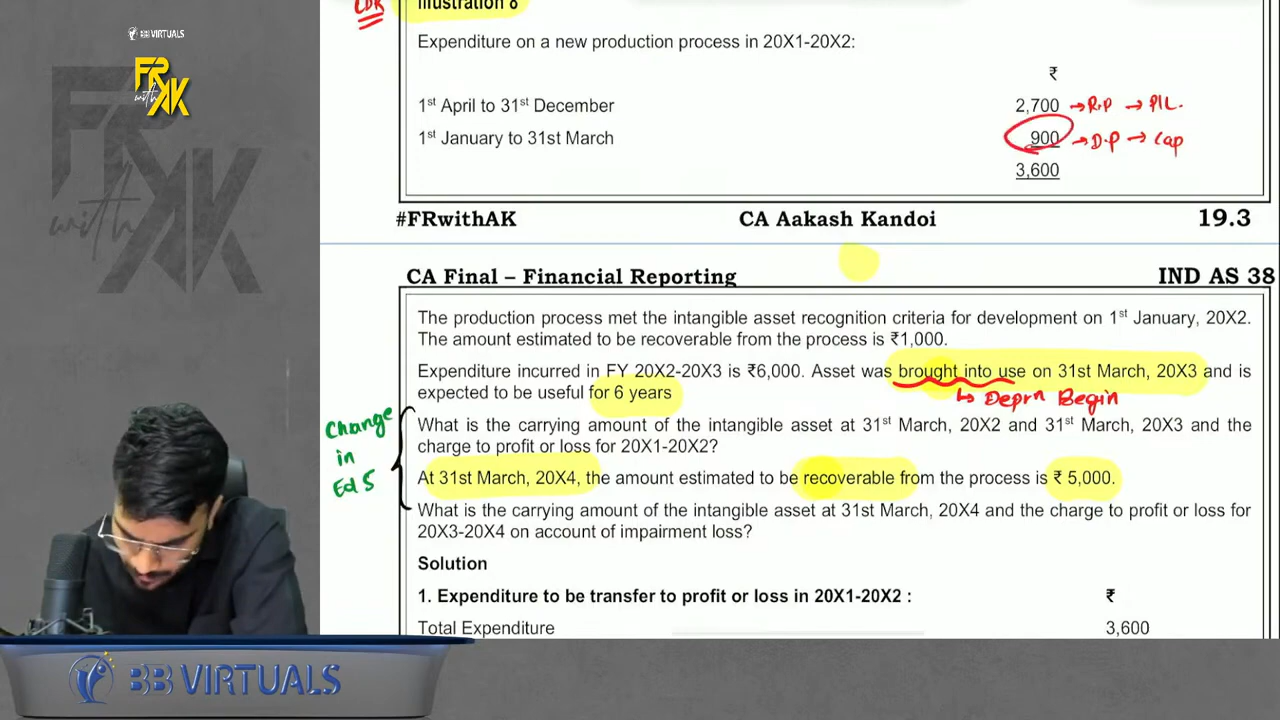 LDR
Illustration 8
BB VIRTUALS
FR
with
AK
Expenditure on a new production process in 20X1-20X2:
₹
1st April to 31st December 2,700 → R.P → P/L.
1st January to 31st March 900 → D.P → Cap
3,600
#FRwithAK CA Aakash Kandoi 19.3
CA Final – Financial Reporting IND AS 38
The production process met the intangible asset recognition criteria for development on 1st January, 20X2.
The amount estimated to be recoverable from the process is ₹1,000.
Expenditure incurred in FY 20X2-20X3 is ₹6,000. Asset was brought into use on 31st March, 20X3 and is
expected to be useful for 6 years
↳ Deprn Begin
Change
in
Ed 5
What is the carrying amount of the intangible asset at 31st March, 20X2 and 31st March, 20X3 and the
charge to profit or loss for 20X1-20X2?
At 31st March, 20X4, the amount estimated to be recoverable from the process is ₹ 5,000.
What is the carrying amount of the intangible asset at 31st March, 20X4 and the charge to profit or loss for
20X3-20X4 on account of impairment loss?
Solution
1. Expenditure to be transfer to profit or loss in 20X1-20X2 : ₹
Total Expenditure 3,600
FR
with
AK
BB VIRTUALS